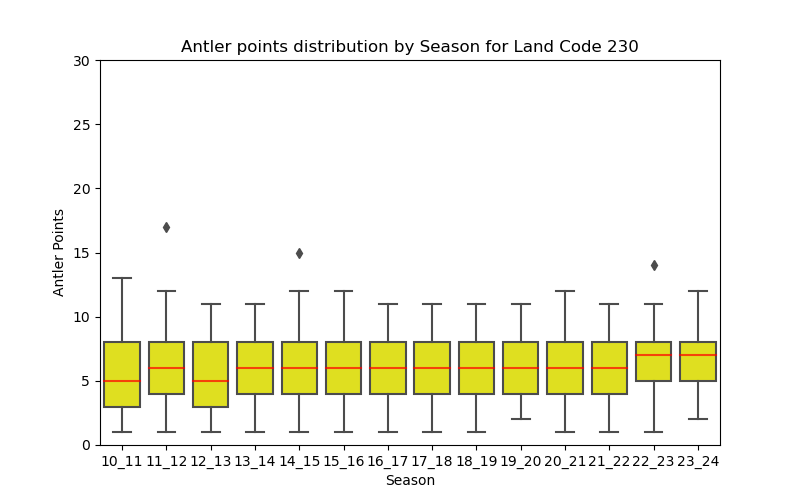 Antler points distribution by Season for Land Code 230
30
25
20
15
10
5
0
Antler Points
10_11 11_12 12_13 13_14 14_15 15_16 16_17 17_18 18_19 19_20 20_21 21_22 22_23 23_24
Season